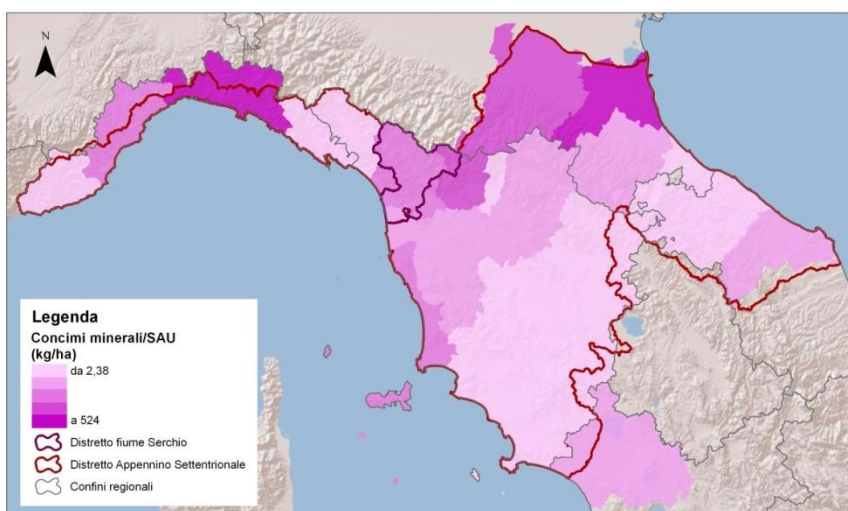 N
Legenda
Concimi minerali/SAU
(kg/ha)
da 2,38
a 524
Distretto fiume Serchio
Distretto Appennino Settentrionale
Confini regionali